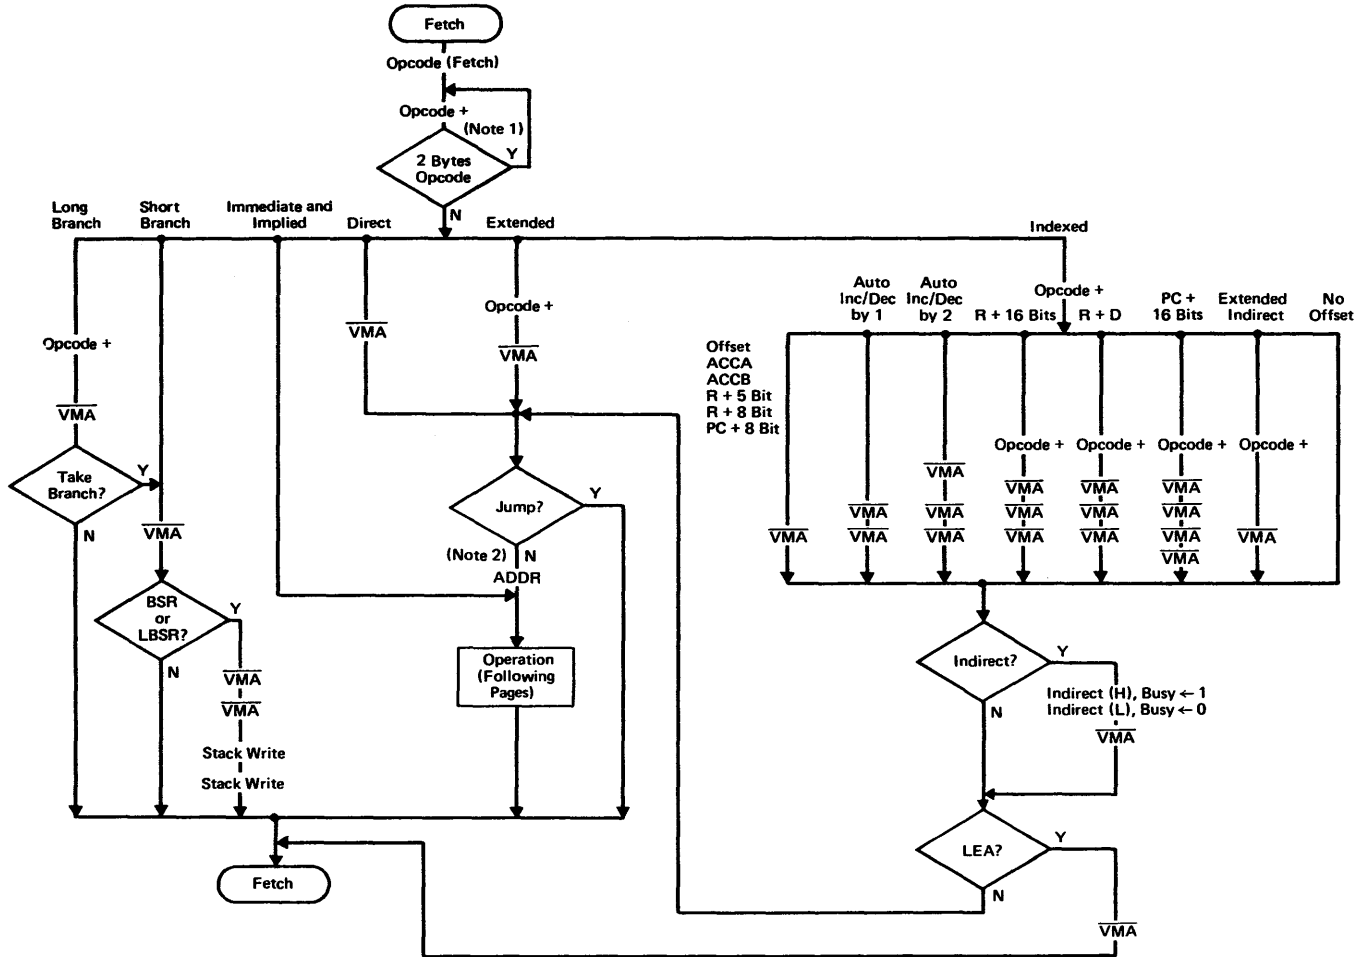 Fetch
Opcode (Fetch)
Opcode +
(Note 1)
Y
2 Bytes
Opcode
N
Long
Branch
Short
Branch
Immediate and
Implied
Direct
Extended
Indexed
Opcode +
VMA
Take
Branch?
Y
N
VMA
BSR
or
LBSR?
Y
N
VMA
VMA
Stack Write
Stack Write
VMA
Opcode +
VMA
Jump?
Y
(Note 2)
N
ADDR
Operation
(Following
Pages)
Fetch
Opcode +
Offset
ACCA
ACCB
R + 5 Bit
R + 8 Bit
PC + 8 Bit
VMA
Auto
Inc/Dec
by 1
VMA
VMA
Auto
Inc/Dec
by 2
VMA
VMA
VMA
R + 16 Bits
Opcode +
VMA
VMA
VMA
R + D
Opcode +
VMA
VMA
VMA
PC +
16 Bits
Opcode +
VMA
VMA
VMA
VMA
Extended
Indirect
Opcode +
VMA
No
Offset
Indirect?
Y
N
Indirect (H), Busy ← 1
Indirect (L), Busy ← 0
VMA
LEA?
Y
N
VMA